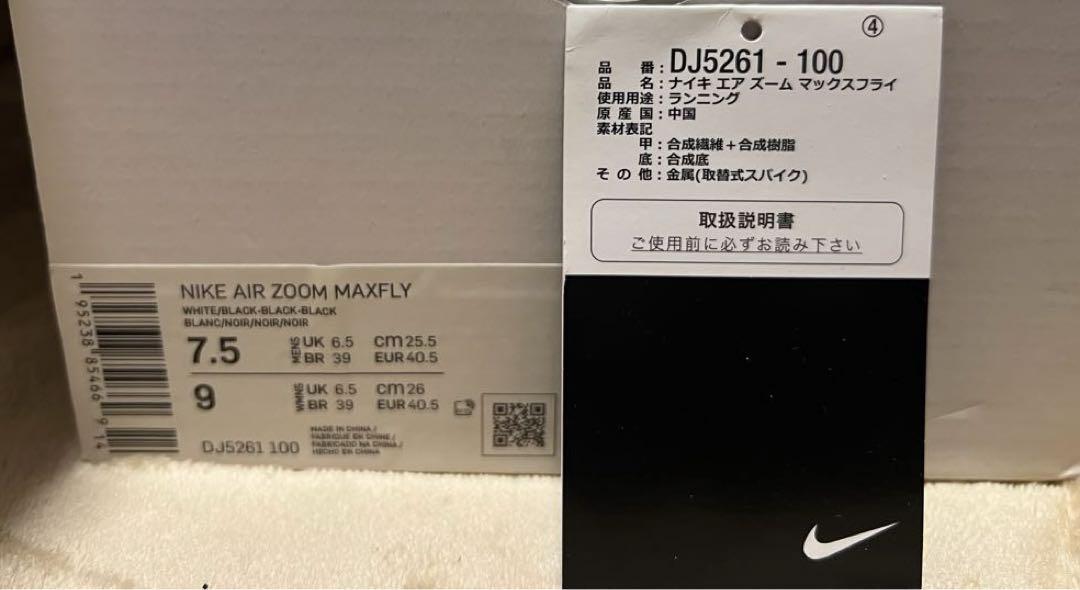 ④
品 番：DJ5261 - 100
品 名：ナイキ エア ズーム マックスフライ
使用用途：ランニング
原 産 国：中国
素材表記
甲：合成繊維＋合成樹脂
底：合成底
そ の 他：金属(取替式スパイク)
取扱説明書
ご使用前に必ずお読み下さい
1 95238 85466 9 14
NIKE AIR ZOOM MAXFLY
WHITE/BLACK-BLACK-BLACK
BLANC/NOIR/NOIR/NOIR
7.5 MENS UK 6.5 cm 25.5
BR 39 EUR 40.5
9 WMNS UK 6.5 cm 26
BR 39 EUR 40.5
DJ5261 100
MADE IN CHINA /
FABRIQUE EN CHINE /
FABRICADO NA CHINA /
HECHO EN CHINA